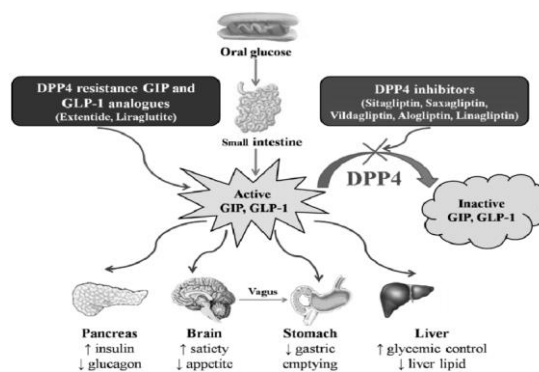 Oral glucose
DPP4 resistance GIP and
GLP-1 analogues
(Extentide, Liraglutite)
DPP4 inhibitors
(Sitagliptin, Saxagliptin,
Vildagliptin, Alogliptin, Linagliptin)
Small intestine
Active
GIP, GLP-1
DPP4
Inactive
GIP, GLP-1
Vagus
Pancreas
↑ insulin
↓ glucagon
Brain
↑ satiety
↓ appetite
Stomach
↓ gastric
emptying
Liver
↑ glycemic control
↓ liver lipid